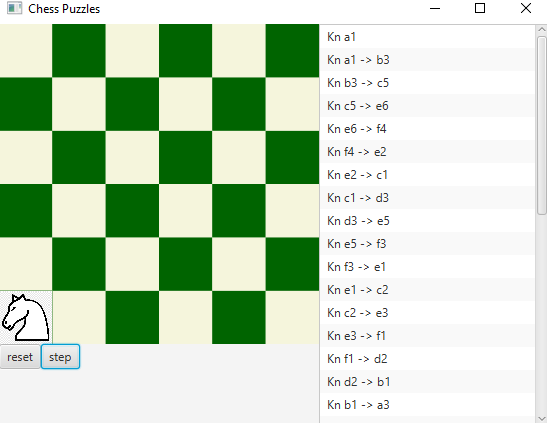 Chess Puzzles
Kn a1
Kn a1 -> b3
Kn b3 -> c5
Kn c5 -> e6
Kn e6 -> f4
Kn f4 -> e2
Kn e2 -> c1
Kn c1 -> d3
Kn d3 -> e5
Kn e5 -> f3
Kn f3 -> e1
Kn e1 -> c2
Kn c2 -> e3
Kn e3 -> f1
Kn f1 -> d2
Kn d2 -> b1
Kn b1 -> a3
reset step